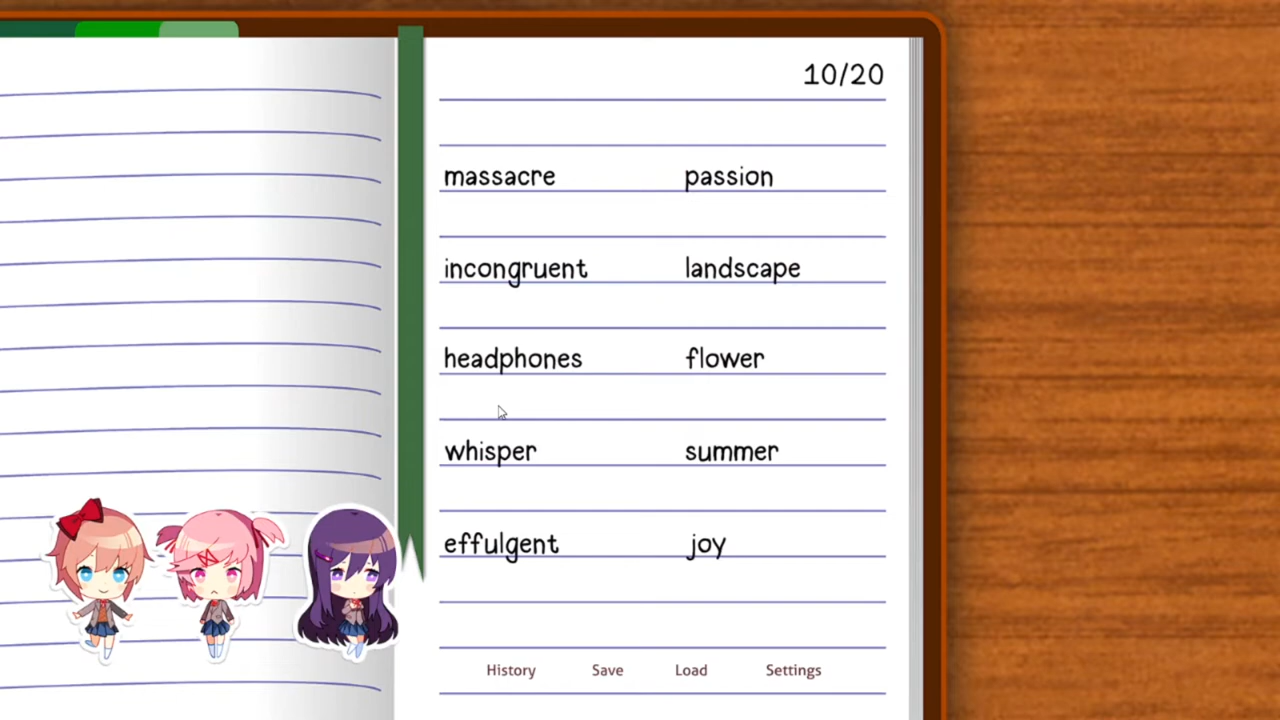 10/20
massacre passion
incongruent landscape
headphones flower
whisper summer
effulgent joy
History Save Load Settings